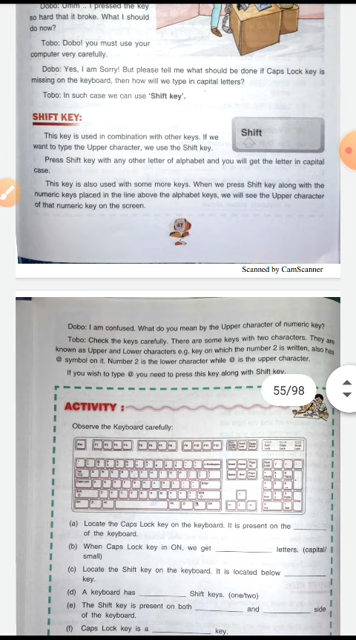 Dobo: Umm .. I pressed the key
so hard that it broke. What I should
do now?
Tobo: Dobo! you must use your
computer very carefully.
Dobo: Yes, I am Sorry! But please tell me what should be done if Caps Lock key is
missing on the keyboard, then how will we type in capital letters?
Tobo: In such case we can use 'Shift key'.
SHIFT KEY:
This key is used in combination with other keys. If we
want to type the Upper character, we use the Shift key.
Shift
Press Shift key with any other letter of alphabet and you will get the letter in capital
case.
This key is also used with some more keys. When we press Shift key along with the
numeric keys placed in the line above the alphabet keys, we will see the Upper character
of that numeric key on the screen.
Scanned by CamScanner
Dobo: I am confused. What do you mean by the Upper character of numeric key?
Tobo: Check the keys carefully. There are some keys with two characters. They are
known as Upper and Lower characters e.g. key on which the number 2 is written, also has
@ symbol on it. Number 2 is the lower character while @ is the upper character.
If you wish to type @ you need to press this key along with Shift key.
55/98
ACTIVITY :
Observe the Keyboard carefully:
(a) Locate the Caps Lock key on the keyboard. It is present on the ________
of the keyboard.
(b) When Caps Lock key in ON, we get ________ letters. (capital/
small)
(c) Locate the Shift key on the keyboard. It is located below ________
key.
(d) A keyboard has ________ Shift keys. (one/two)
(e) The Shift key is present on both ________ and ________ side
of the keyboard.
(f) Caps Lock key is a ________ key.